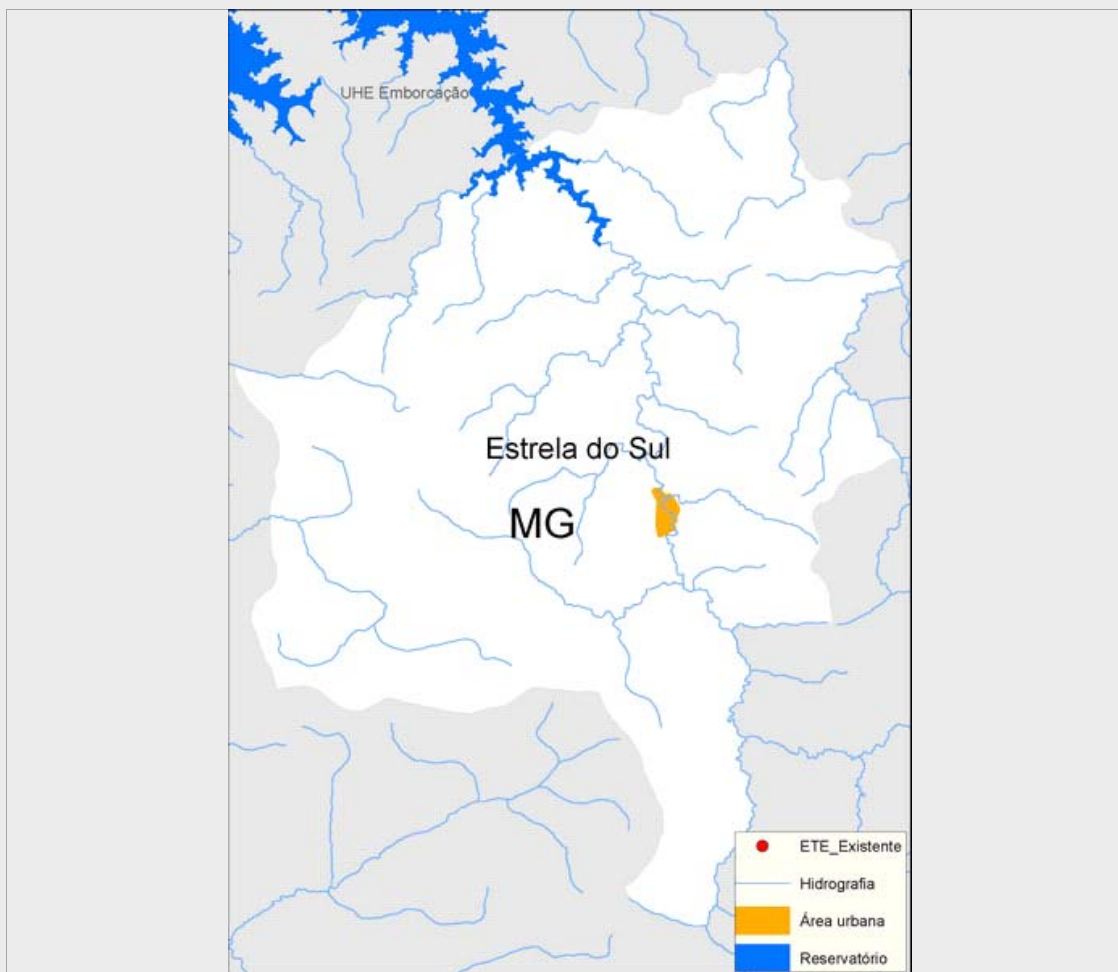 UHE Emborcação
Estrela do Sul
MG
ETE_Existente
Hidrografia
Área urbana
Reservatório